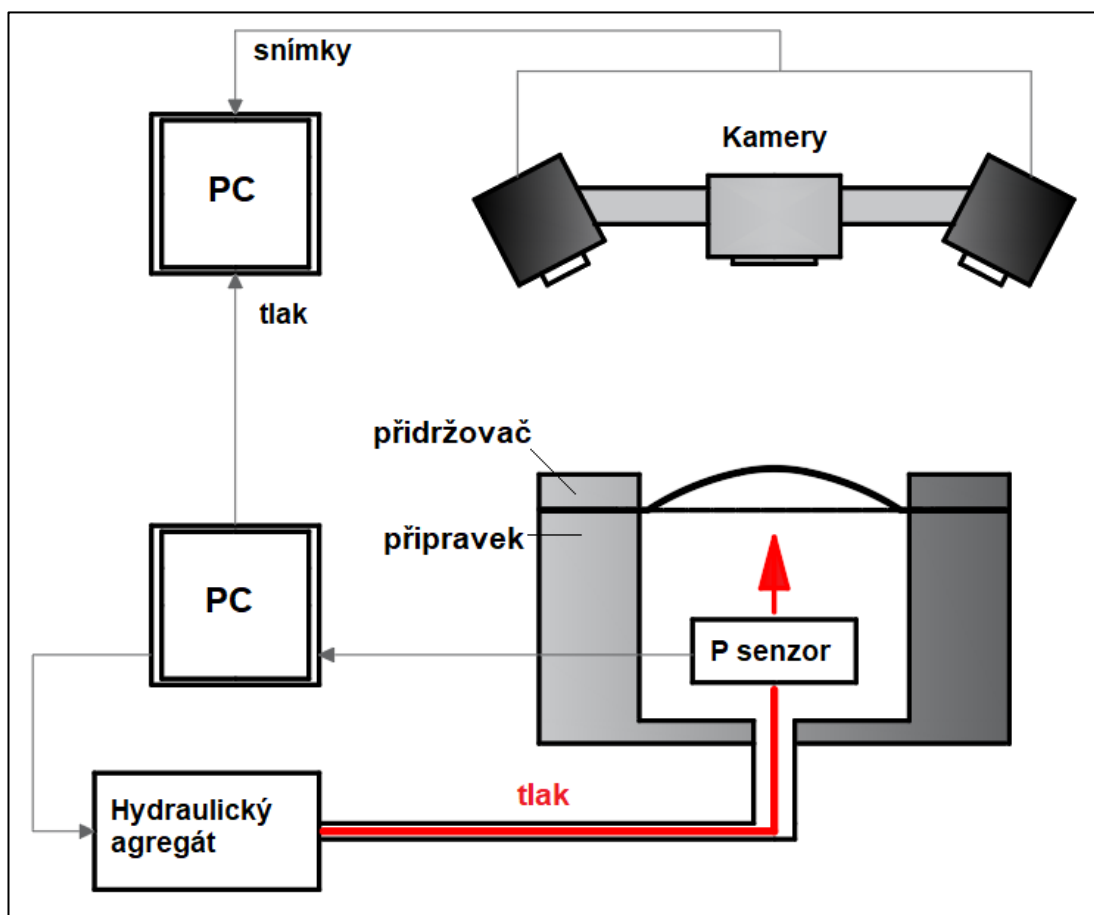 snímky
Kamery
PC
tlak
přidržovač
připravek
PC
P senzor
tlak
Hydraulický
agregát